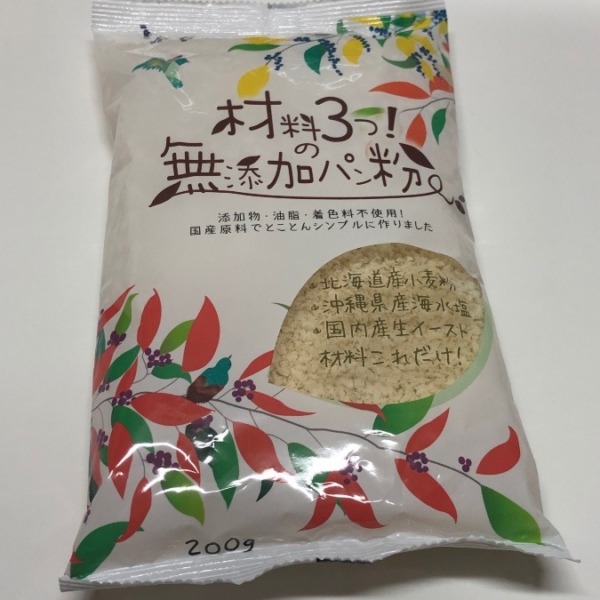 材料3つ!
の
無添加パン粉
添加物・油脂・着色料不使用!
国産原料でとことんシンプルに作りました
北海道産小麦粉
沖縄県産海水塩
国内産生イースト
材料これだけ!
200g